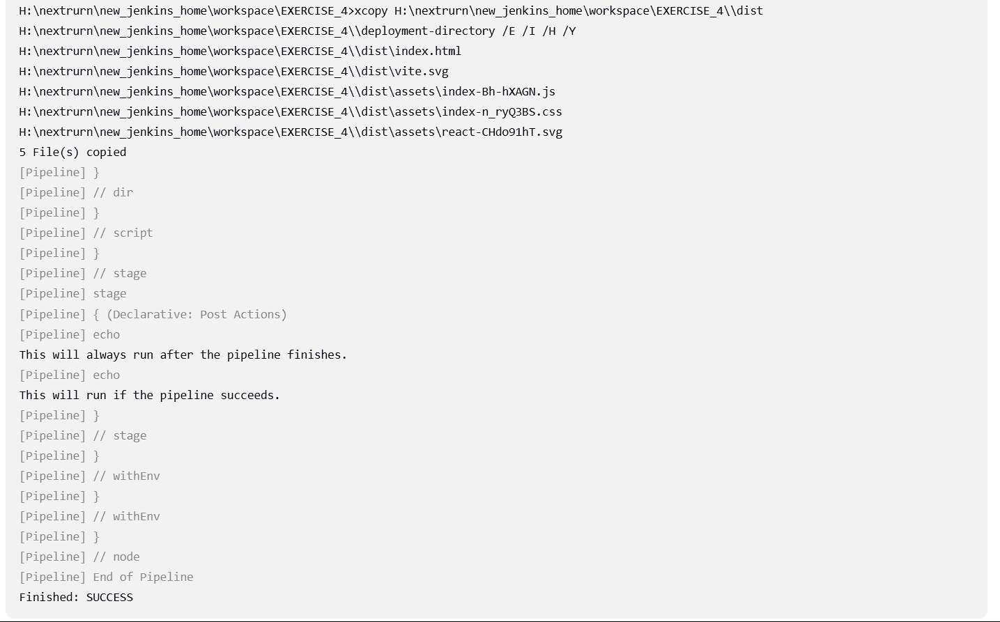 H:\nextrurn\new_jenkins_home\workspace\EXERCISE_4>xcopy H:\nextrurn\new_jenkins_home\workspace\EXERCISE_4\\dist
H:\nextrurn\new_jenkins_home\workspace\EXERCISE_4\\deployment-directory /E /I /H /Y
H:\nextrurn\new_jenkins_home\workspace\EXERCISE_4\\dist\index.html
H:\nextrurn\new_jenkins_home\workspace\EXERCISE_4\\dist\vite.svg
H:\nextrurn\new_jenkins_home\workspace\EXERCISE_4\\dist\assets\index-Bh-hXAGN.js
H:\nextrurn\new_jenkins_home\workspace\EXERCISE_4\\dist\assets\index-n_ryQ3BS.css
H:\nextrurn\new_jenkins_home\workspace\EXERCISE_4\\dist\assets\react-CHdo91hT.svg
5 File(s) copied
[Pipeline] }
[Pipeline] // dir
[Pipeline] }
[Pipeline] // script
[Pipeline] }
[Pipeline] // stage
[Pipeline] stage
[Pipeline] { (Declarative: Post Actions)
[Pipeline] echo
This will always run after the pipeline finishes.
[Pipeline] echo
This will run if the pipeline succeeds.
[Pipeline] }
[Pipeline] // stage
[Pipeline] }
[Pipeline] // withEnv
[Pipeline] }
[Pipeline] // withEnv
[Pipeline] }
[Pipeline] // node
[Pipeline] End of Pipeline
Finished: SUCCESS